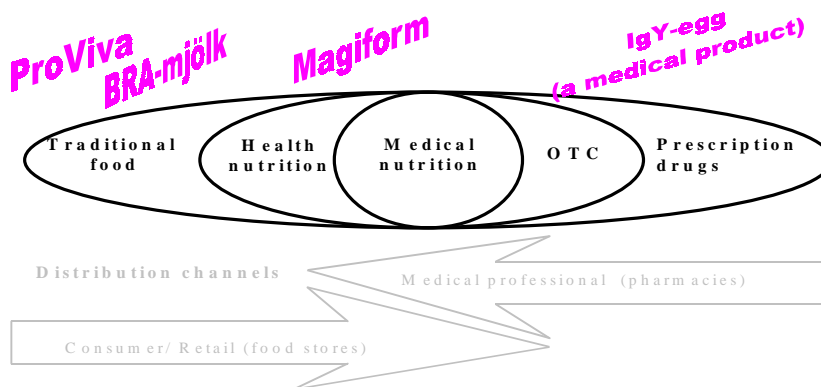 ProViva
BRA-mjölk
Magiform
IgY-egg
(a medical product)
Traditional
food
Health
nutrition
Medical
nutrition
OTC
Prescription
drugs
Distribution channels
Medical professional (pharmacies)
Consumer/ Retail (food stores)